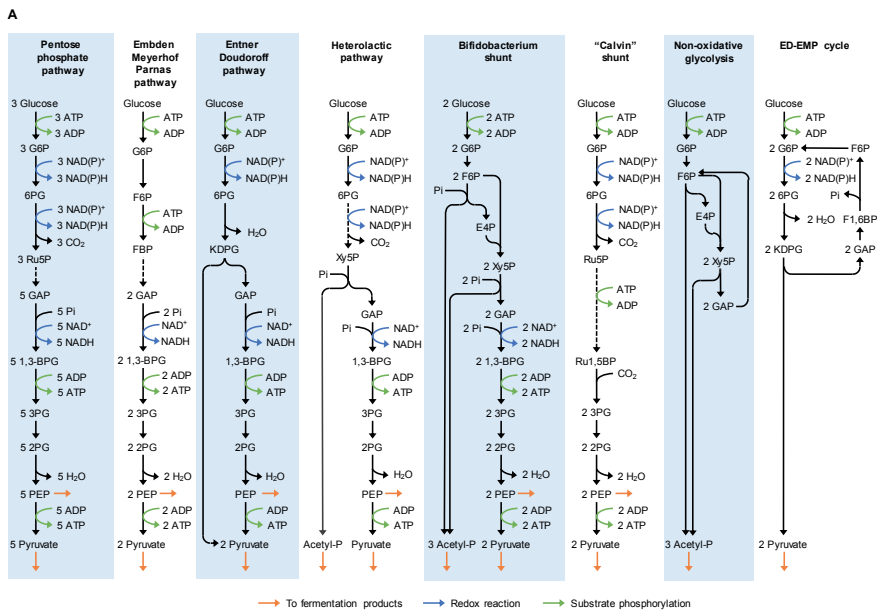 A
Pentose
phosphate
pathway
3 Glucose
3 ATP
3 ADP
3 G6P
3 NAD(P)⁺
3 NAD(P)H
6PG
3 NAD(P)⁺
3 NAD(P)H
3 CO₂
3 Ru5P
5 GAP
5 Pi
5 NAD⁺
5 NADH
5 1,3-BPG
5 ADP
5 ATP
5 3PG
5 2PG
5 H₂O
5 PEP
5 ADP
5 ATP
5 Pyruvate
Embden
Meyerhof
Parnas
pathway
Glucose
ATP
ADP
G6P
F6P
ATP
ADP
FBP
2 GAP
2 Pi
NAD⁺
NADH
2 1,3-BPG
2 ADP
2 ATP
2 3PG
2 2PG
2 H₂O
2 PEP
2 ADP
2 ATP
2 Pyruvate
Entner
Doudoroff
pathway
Glucose
ATP
ADP
G6P
NAD(P)⁺
NAD(P)H
6PG
H₂O
KDPG
GAP
Pi
NAD⁺
NADH
1,3-BPG
ADP
ATP
3PG
2PG
H₂O
PEP
ADP
ATP
2 Pyruvate
Heterolactic
pathway
Glucose
ATP
ADP
G6P
NAD(P)⁺
NAD(P)H
6PG
NAD(P)⁺
NAD(P)H
CO₂
Xy5P
Pi
GAP
Pi
NAD⁺
NADH
1,3-BPG
ADP
ATP
3PG
2PG
H₂O
PEP
ADP
ATP
Acetyl-P
Pyruvate
Bifidobacterium
shunt
2 Glucose
2 ATP
2 ADP
2 G6P
2 F6P
Pi
E4P
2 Xy5P
2 Pi
2 GAP
2 Pi
2 NAD⁺
2 NADH
2 1,3-BPG
2 ADP
2 ATP
2 3PG
2 2PG
2 H₂O
2 PEP
2 ADP
2 ATP
3 Acetyl-P
2 Pyruvate
“Calvin”
shunt
Glucose
ATP
ADP
G6P
NAD(P)⁺
NAD(P)H
6PG
NAD(P)⁺
NAD(P)H
CO₂
Ru5P
ATP
ADP
Ru1,5BP
CO₂
2 3PG
2 2PG
2 H₂O
2 PEP
2 ADP
2 ATP
2 Pyruvate
Non-oxidative
glycolysis
Glucose
ATP
ADP
G6P
F6P
E4P
2 Xy5P
2 GAP
3 Acetyl-P
ED-EMP cycle
Glucose
ATP
ADP
2 G6P
F6P
2 NAD(P)⁺
2 NAD(P)H
Pi
2 6PG
2 H₂O
F1,6BP
2 KDPG
2 GAP
2 Pyruvate
To fermentation products
Redox reaction
Substrate phosphorylation